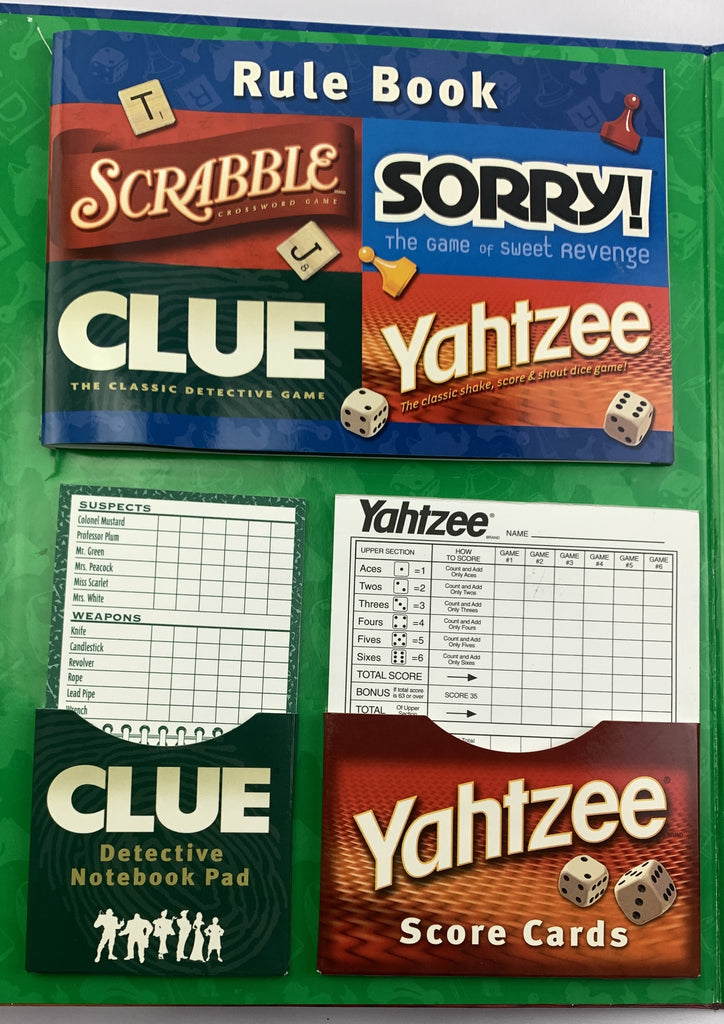 Rule Book
T1
SCRABBLE
CROSSWORD GAME
SORRY!
The Game of Sweet Revenge
J8
CLUE
THE CLASSIC DETECTIVE GAME
Yahtzee®
The classic shake, score & shout dice game!
SUSPECTS
Colonel Mustard
Professor Plum
Mr. Green
Mrs. Peacock
Miss Scarlet
Mrs. White
WEAPONS
Knife
Candlestick
Revolver
Rope
Lead Pipe
Wrench
Yahtzee® BRAND NAME
UPPER SECTION HOW TO SCORE GAME #1 GAME #2 GAME #3 GAME #4 GAME #5 GAME #6
Aces =1 Count and Add Only Aces
Twos =2 Count and Add Only Twos
Threes =3 Count and Add Only Threes
Fours =4 Count and Add Only Fours
Fives =5 Count and Add Only Fives
Sixes =6 Count and Add Only Sixes
TOTAL SCORE
BONUS If total score is 63 or over SCORE 35
TOTAL Of Upper Section
Total
CLUE
Detective
Notebook Pad
Yahtzee®
BRAND
Score Cards